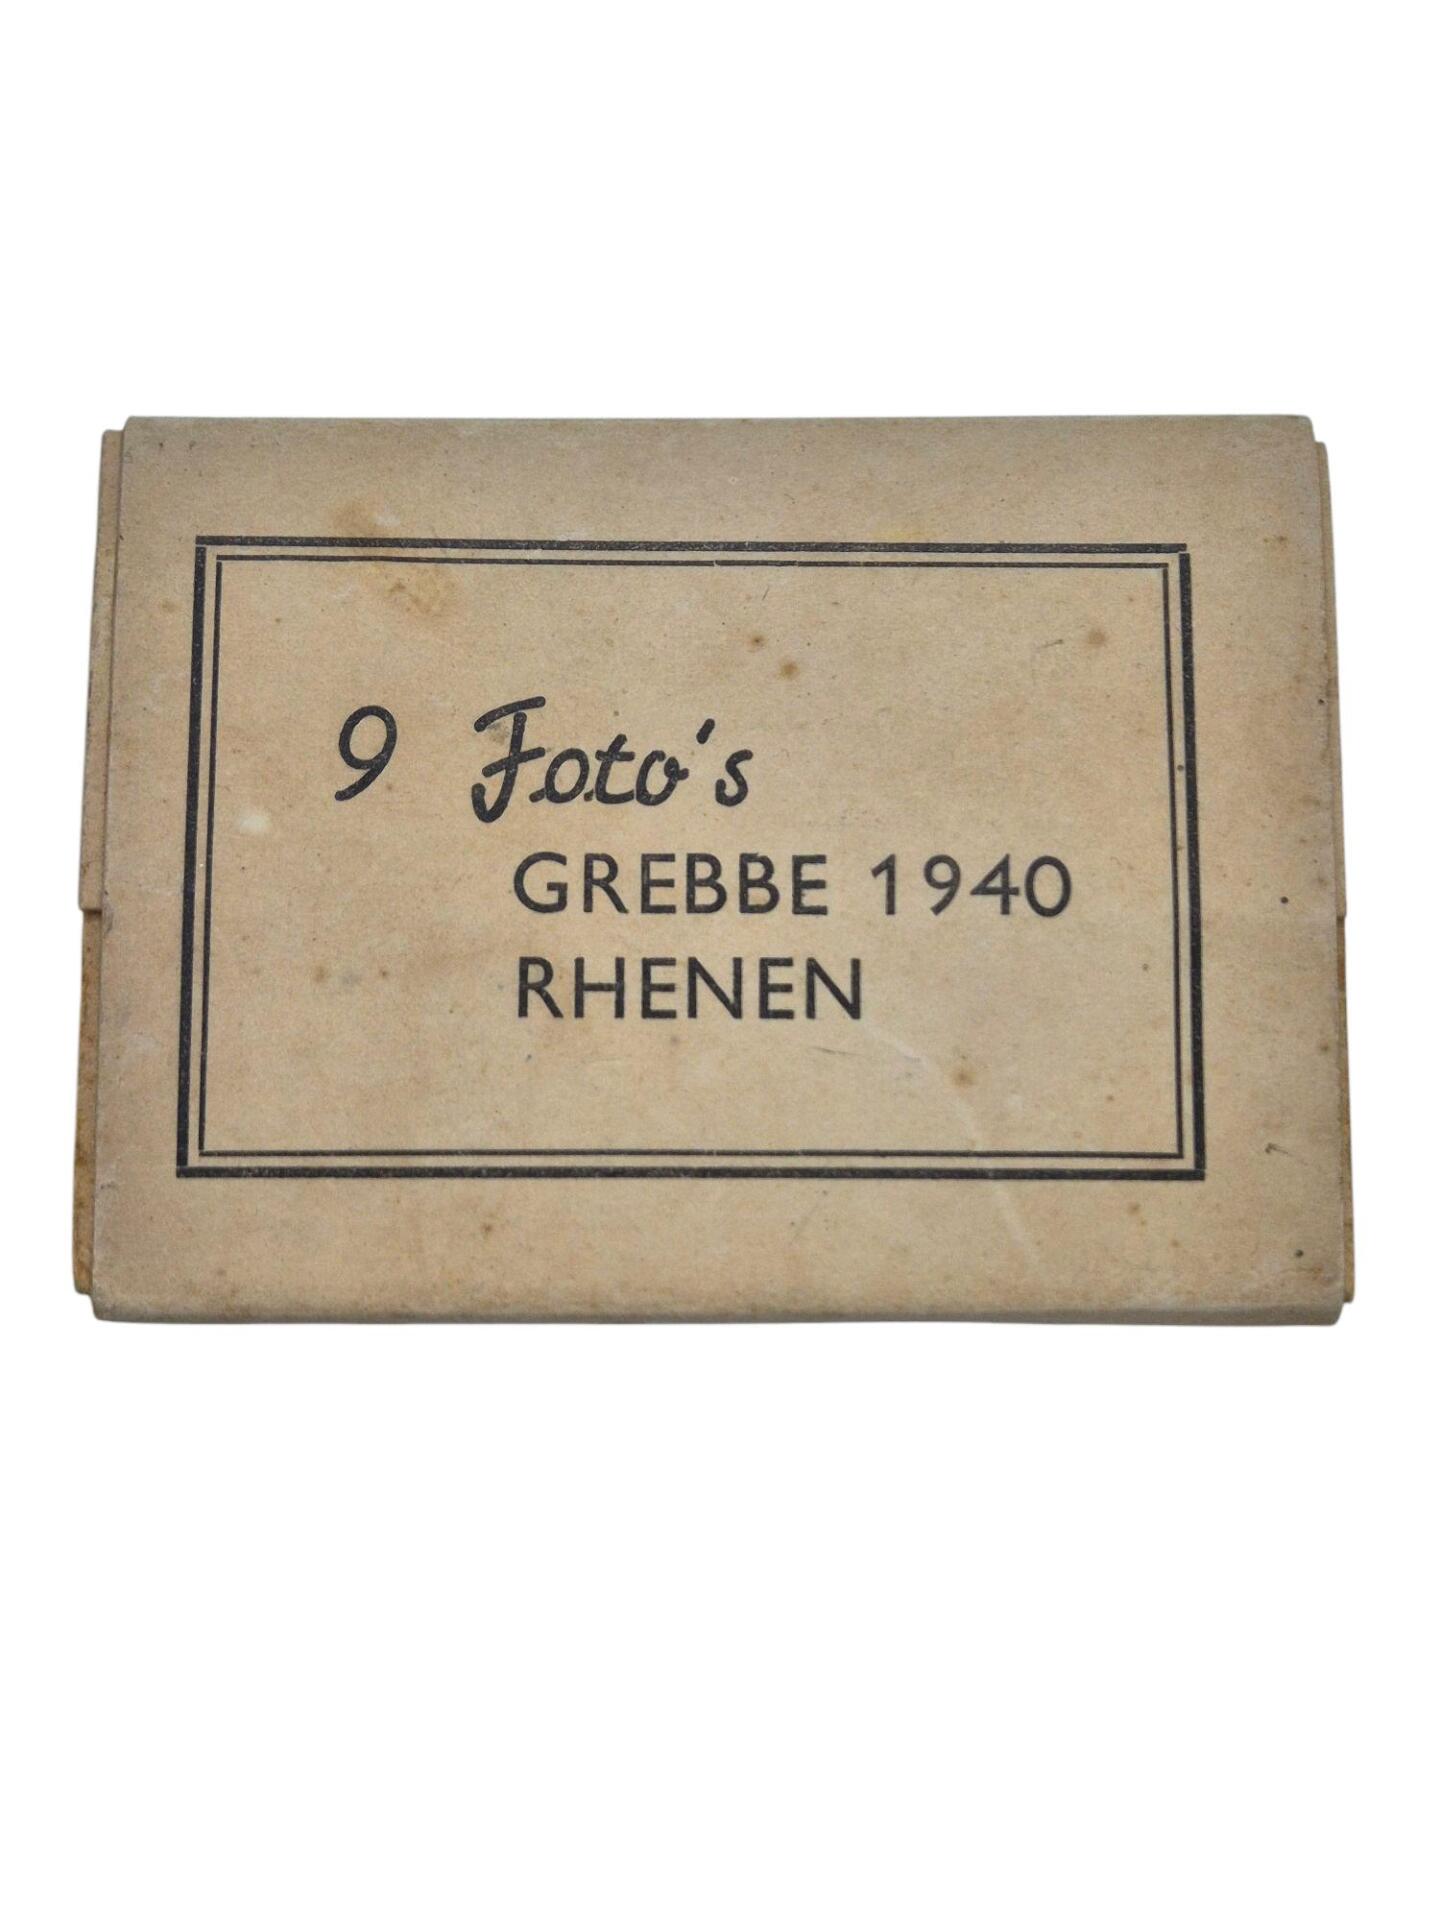 9 Foto's
GREBBE 1940
RHENEN